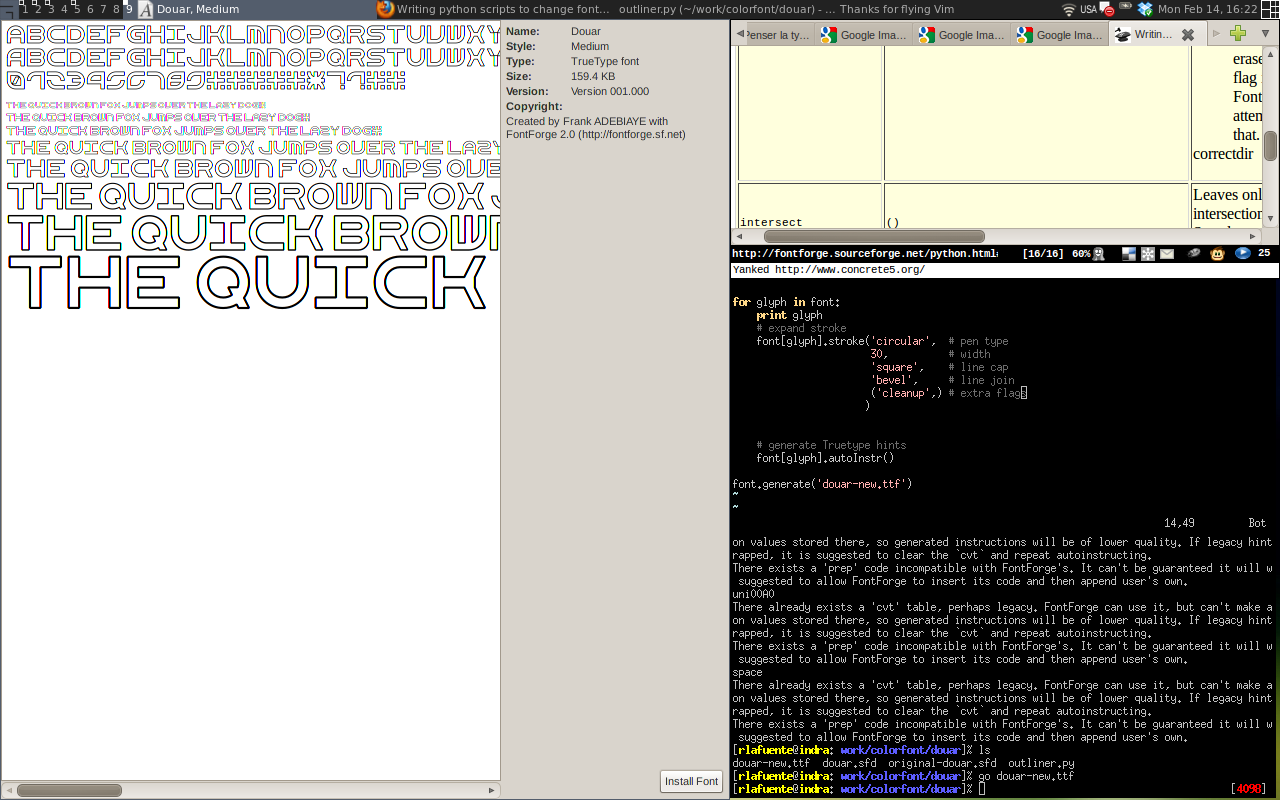 1 2 3 4 5 6 7 8 9 Douar, Medium
Writing python scripts to change font...
outliner.py (~/work/colorfont/douar) - ... Thanks for flying Vim
USA
Mon Feb 14, 16:22
ABCDEFGHIJKLMNOPQRSTUVWXY
ABCDEFGHIJKLMNOPQRSTUVWXY
THE QUICK BROWN FOX JUMPS OVER THE LAZY DOG
THE QUICK BROWN FOX JUMPS OVER THE LAZY DOG
THE QUICK BROWN FOX JUMPS OVER THE LAZY DOG
THE QUICK BROWN FOX JUMPS OVER THE LAZY
THE QUICK BROWN FOX JUMPS OVE
THE QUICK BROWN FOX J
THE QUICK BROWN
THE QUICK
Name: Douar
Style: Medium
Type: TrueType font
Size: 159.4 KB
Version: Version 001.000
Copyright:
Created by Frank ADEBIAYE with
FontForge 2.0 (http://fontforge.sf.net)
Install Font
Penser la ty...
Google Ima...
Google Ima...
Google Ima...
Writin...
erase
flag
Font
atten
that.
correctdir
Leaves onl
intersection
intersect
()
http://fontforge.sourceforge.net/python.html
[16/16] 60%
25
Yanked http://www.concrete5.org/
for glyph in font:
print glyph
# expand stroke
font[glyph].stroke('circular', # pen type
30, # width
'square', # line cap
'bevel', # line join
('cleanup',) # extra flags
)
# generate Truetype hints
font[glyph].autoInstr()
font.generate('douar-new.ttf')
~
~
14,49 Bot
on values stored there, so generated instructions will be of lower quality. If legacy hint
rapped, it is suggested to clear the `cvt` and repeat autoinstructing.
There exists a 'prep' code incompatible with FontForge's. It can't be guaranteed it will w
suggested to allow FontForge to insert its code and then append user's own.
uni00A0
There already exists a 'cvt' table, perhaps legacy. FontForge can use it, but can't make a
on values stored there, so generated instructions will be of lower quality. If legacy hint
rapped, it is suggested to clear the `cvt` and repeat autoinstructing.
There exists a 'prep' code incompatible with FontForge's. It can't be guaranteed it will w
suggested to allow FontForge to insert its code and then append user's own.
space
There already exists a 'cvt' table, perhaps legacy. FontForge can use it, but can't make a
on values stored there, so generated instructions will be of lower quality. If legacy hint
rapped, it is suggested to clear the `cvt` and repeat autoinstructing.
There exists a 'prep' code incompatible with FontForge's. It can't be guaranteed it will w
suggested to allow FontForge to insert its code and then append user's own.
[rlafuente@indra: work/colorfont/douar]% ls
douar-new.ttf douar.sfd original-douar.sfd outliner.py
[rlafuente@indra: work/colorfont/douar]% go douar-new.ttf
[rlafuente@indra: work/colorfont/douar]% [4098]